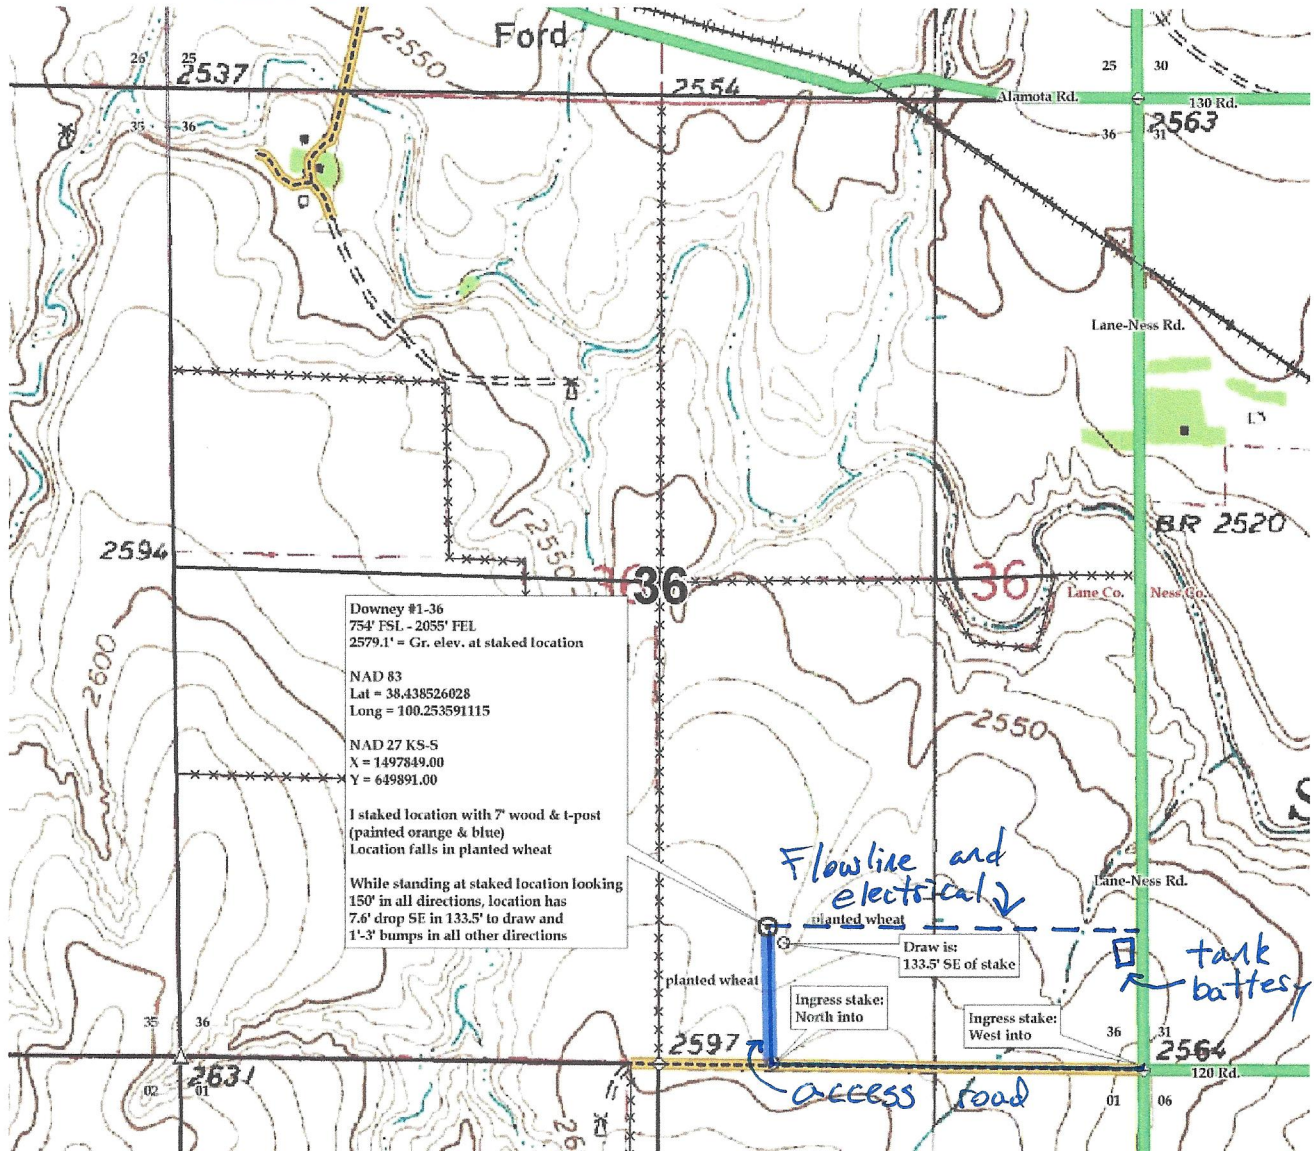 Ford
2550
26 25
2537
2554
25 30
Alamota Rd.
130 Rd.
2563
35 36
36 31
Lane-Ness Rd.
BR 2520
2594
2550
36
36
36
Lane Co.
Ness Co.
Downey #1-36
754' FSL - 2055' FEL
2579.1' = Gr. elev. at staked location
NAD 83
Lat = 38.438526028
Long = 100.253591115
NAD 27 KS-S
X = 1497849.00
Y = 649891.00
I staked location with 7' wood & t-post
(painted orange & blue)
Location falls in planted wheat
While standing at staked location looking
150' in all directions, location has
7.6' drop SE in 133.5' to draw and
1'-3' bumps in all other directions
2600
2550
Flowline and
electrical
Lane-Ness Rd.
planted wheat
Draw is:
133.5' SE of stake
tank
battery
planted wheat
Ingress stake:
North into
Ingress stake:
West into
35 36
36 31
2597
2564
120 Rd.
2631
02 01
access road
01 06
26